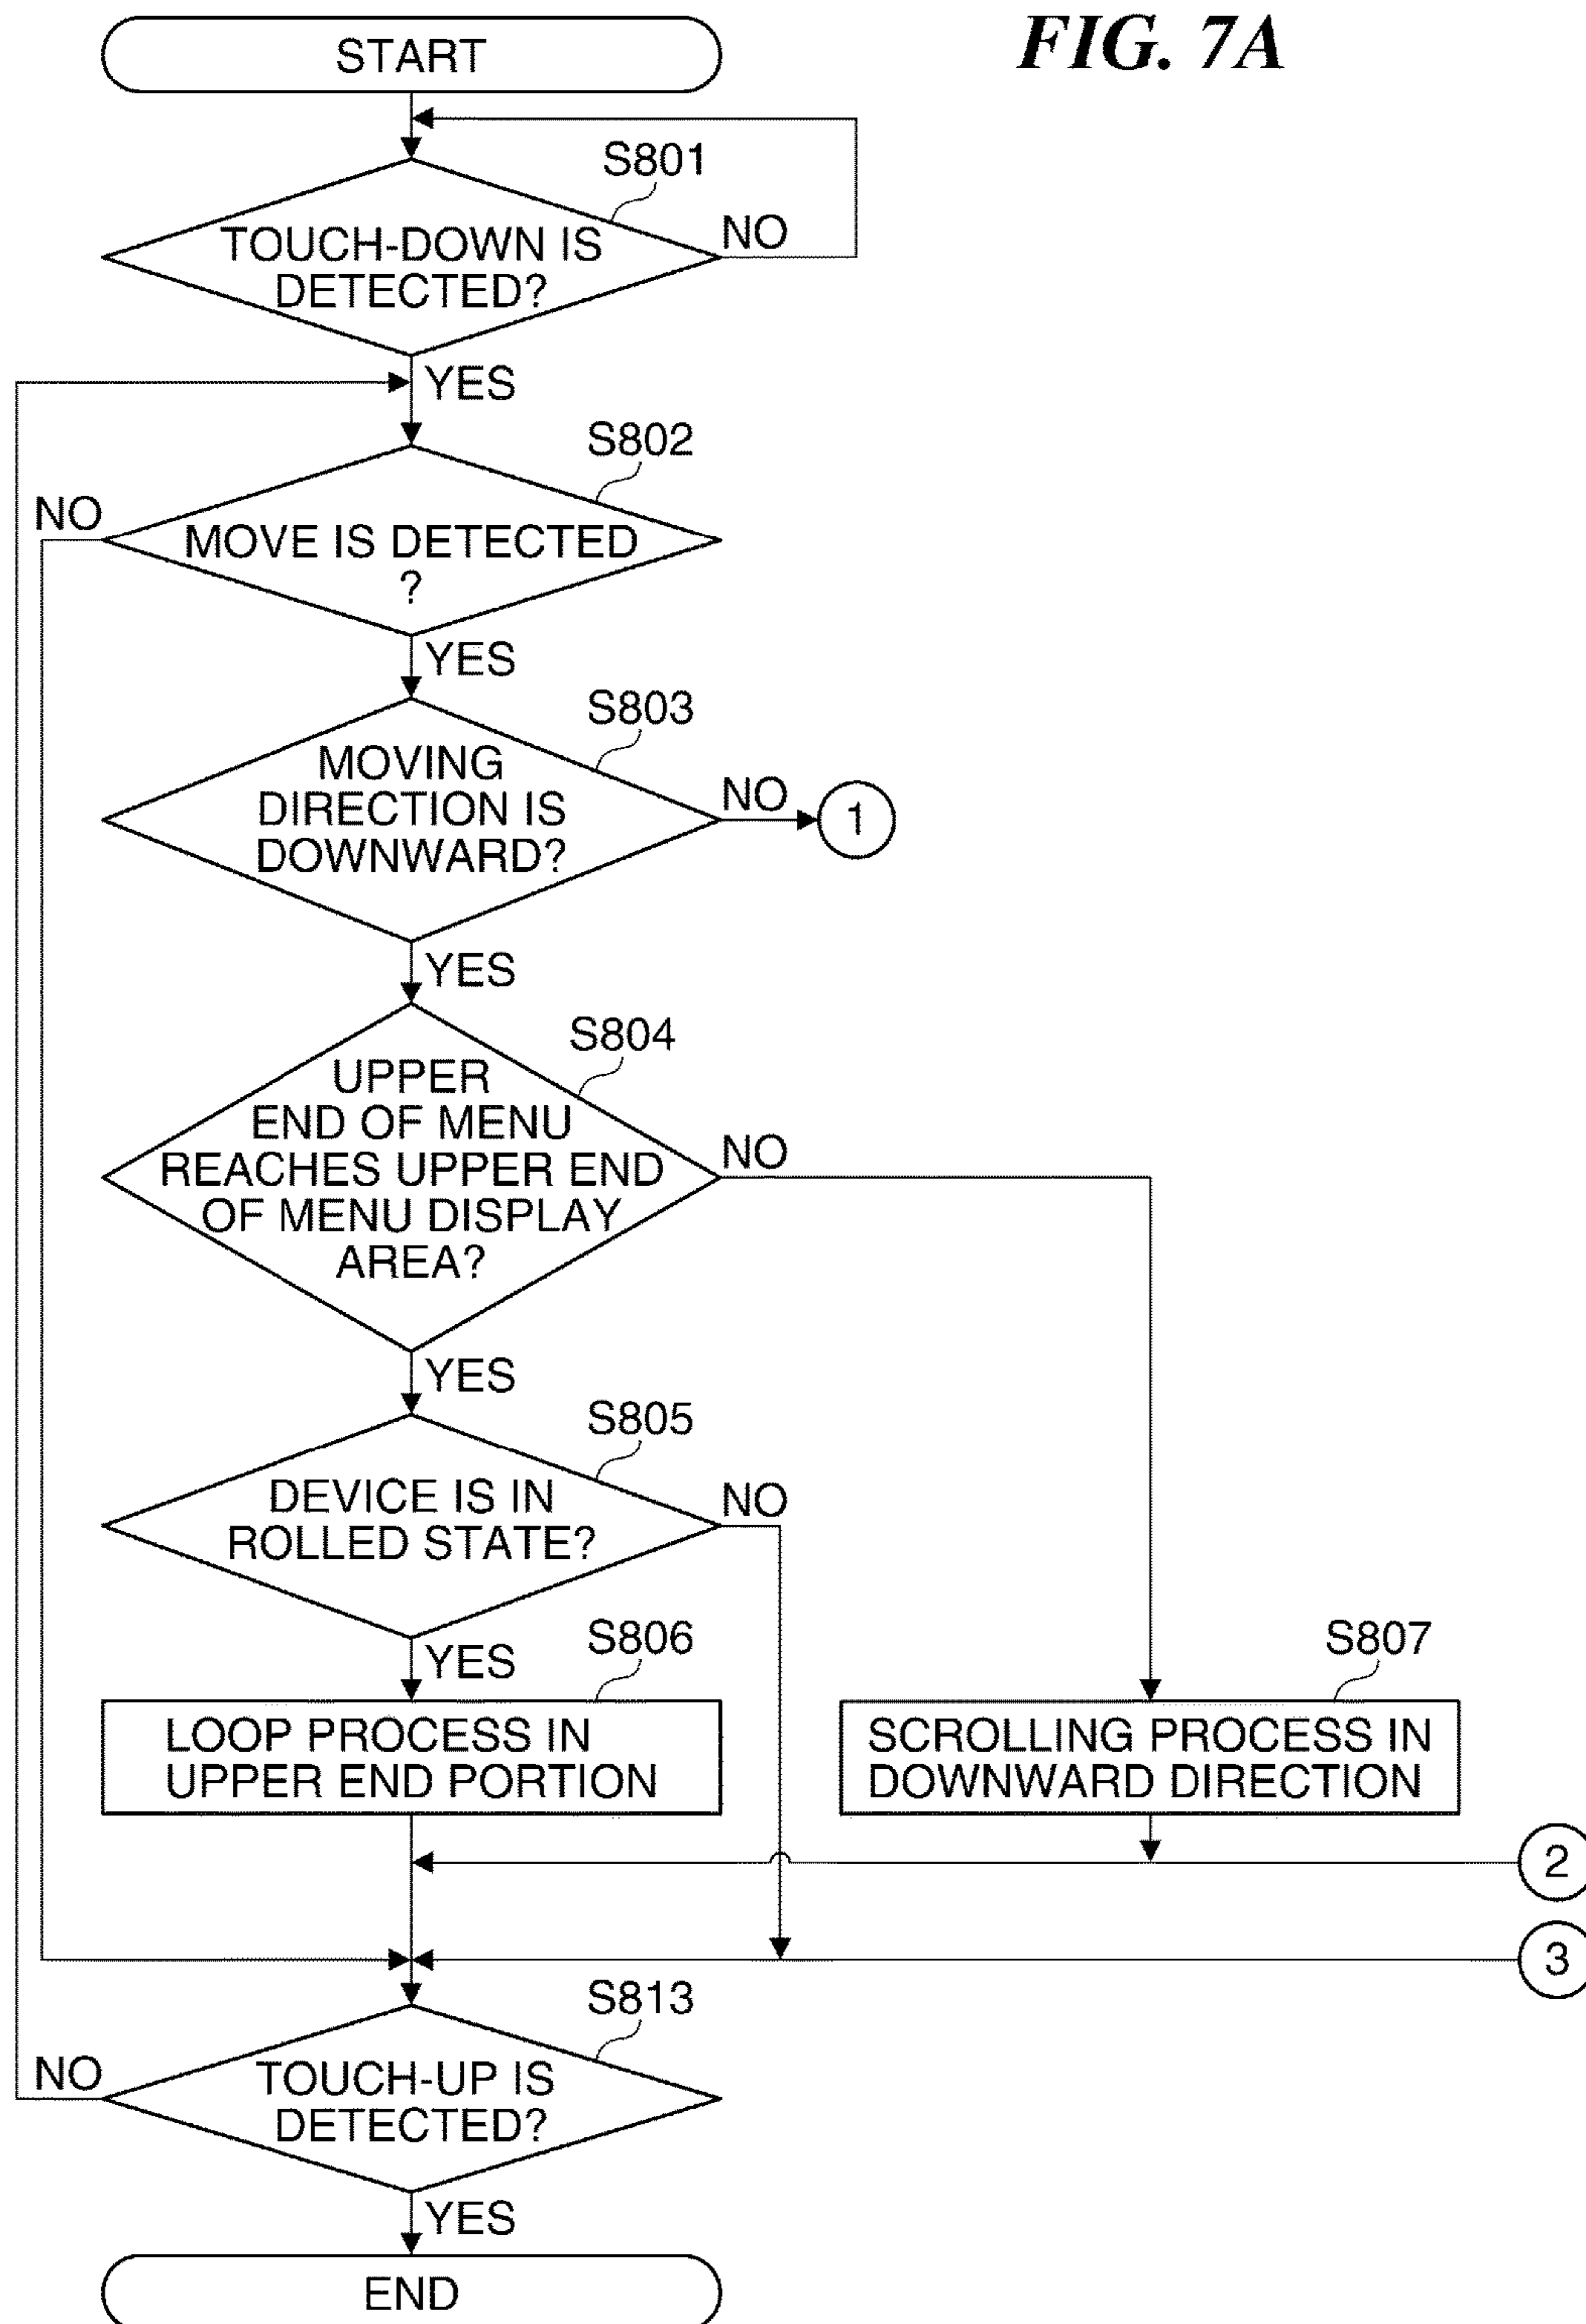 FIG. 7A
START
S801
TOUCH-DOWN IS
DETECTED?
NO
YES
S802
NO
MOVE IS DETECTED
?
YES
S803
MOVING
DIRECTION IS
DOWNWARD?
NO
1
YES
S804
UPPER
END OF MENU
REACHES UPPER END
OF MENU DISPLAY
AREA?
NO
YES
S805
DEVICE IS IN
ROLLED STATE?
NO
YES
S806
LOOP PROCESS IN
UPPER END PORTION
S807
SCROLLING PROCESS IN
DOWNWARD DIRECTION
2
3
S813
NO
TOUCH-UP IS
DETECTED?
YES
END